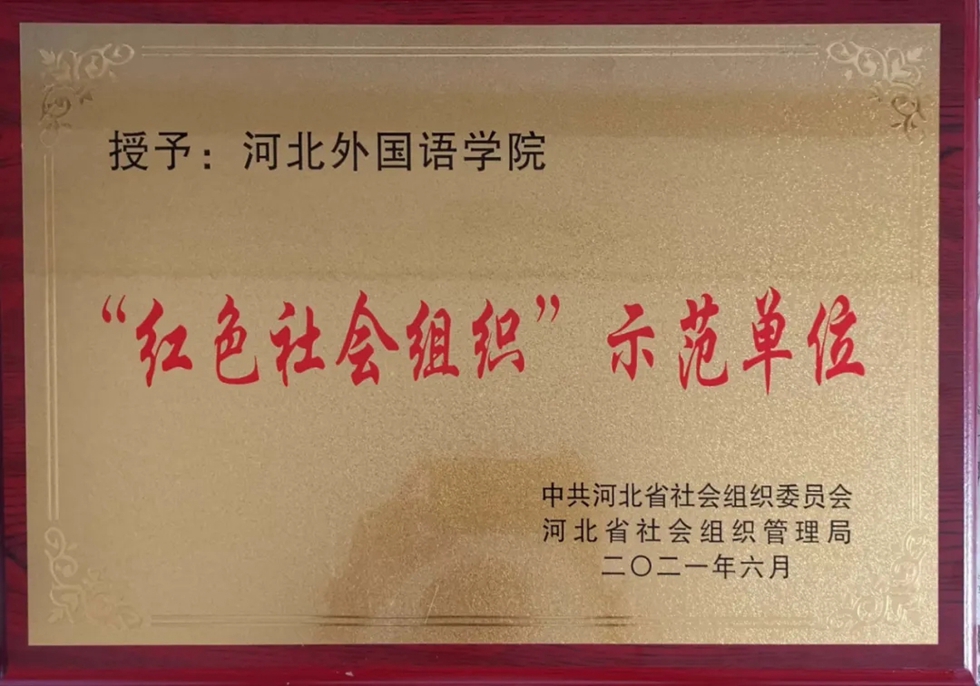 授予：河北外国语学院
“红色社会组织”示范单位
中共河北省社会组织委员会
河北省社会组织管理局
二〇二一年六月